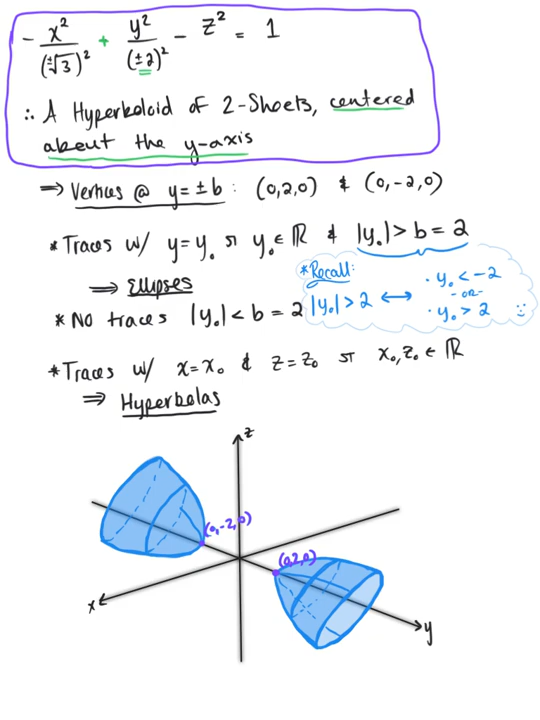 - x²/(±√3)² + y²/(±2)² - z² = 1
∴ A Hyperboloid of 2-Sheets, centered
about the y-axis
⇒ Vertices @ y = ±b : (0,2,0) & (0,-2,0)
*Traces w/ y=y₀ ST y₀ ∈ ℝ & |y₀| > b = 2
⇒ Ellipses
*Recall:
|y₀| > 2 ⟷
· y₀ < -2
- OR -
· y₀ > 2 :)
* No traces |y₀| < b = 2
*Traces w/ x=x₀ & z=z₀ ST x₀,z₀ ∈ ℝ
⇒ Hyperbolas
z
(0,-2,0)
(0,2,0)
x
y